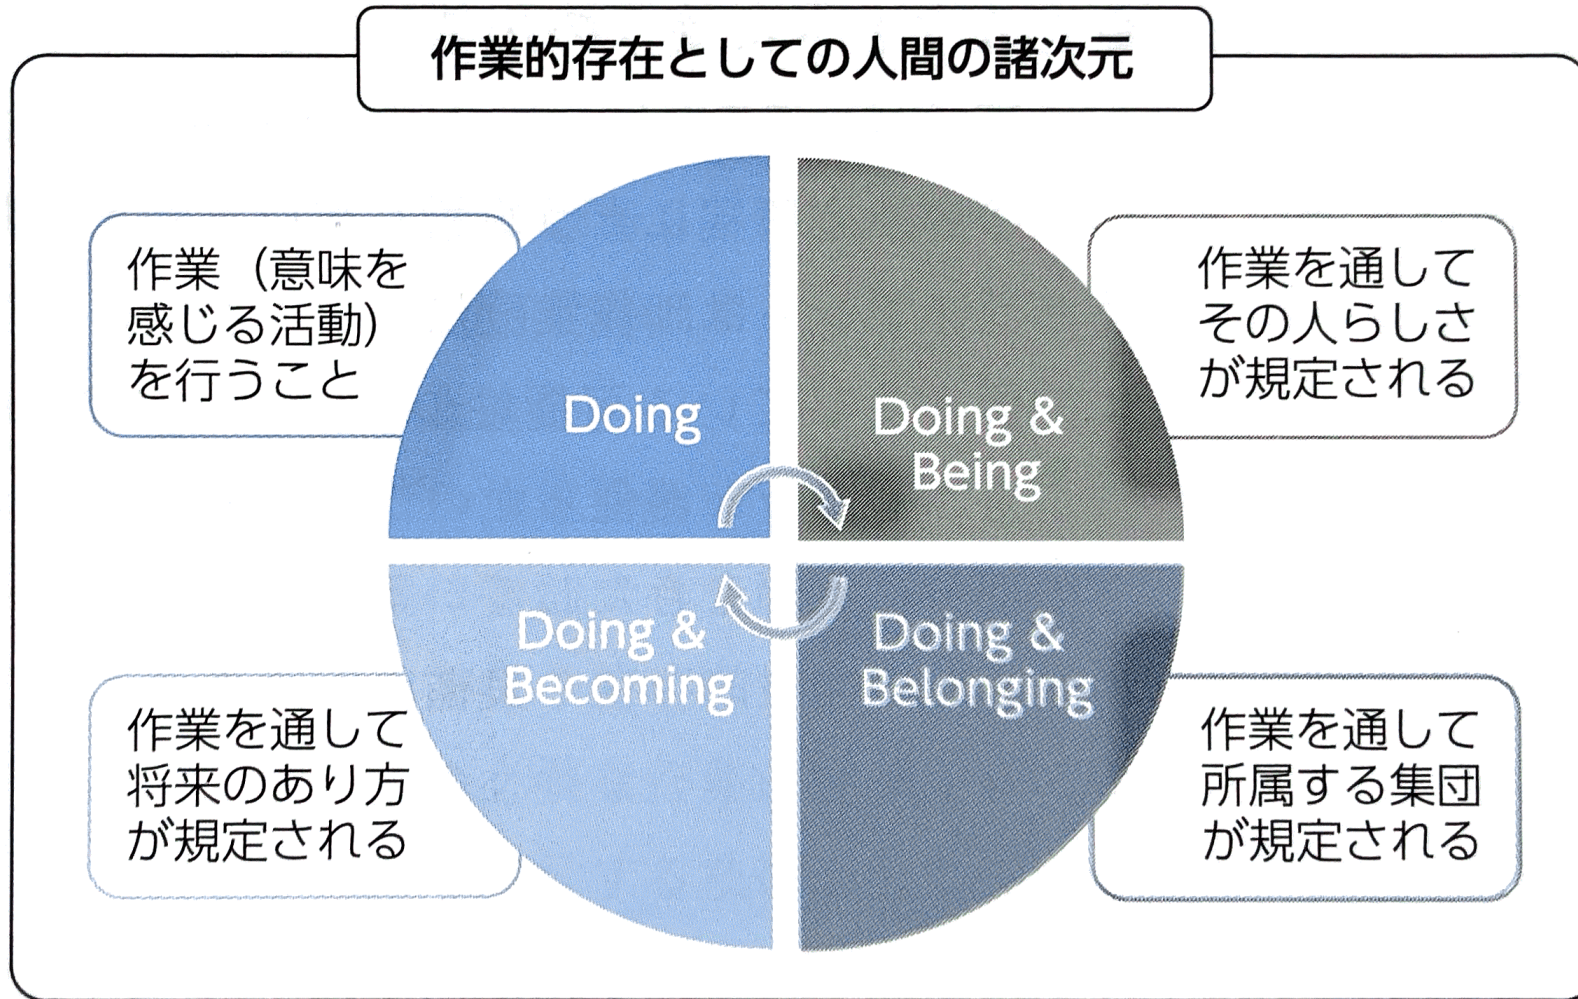 作業的存在としての人間の諸次元
作業（意味を
感じる活動）
を行うこと
Doing
Doing &
Being
作業を通して
その人らしさ
が規定される
作業を通して
将来のあり方
が規定される
Doing &
Becoming
Doing &
Belonging
作業を通して
所属する集団
が規定される